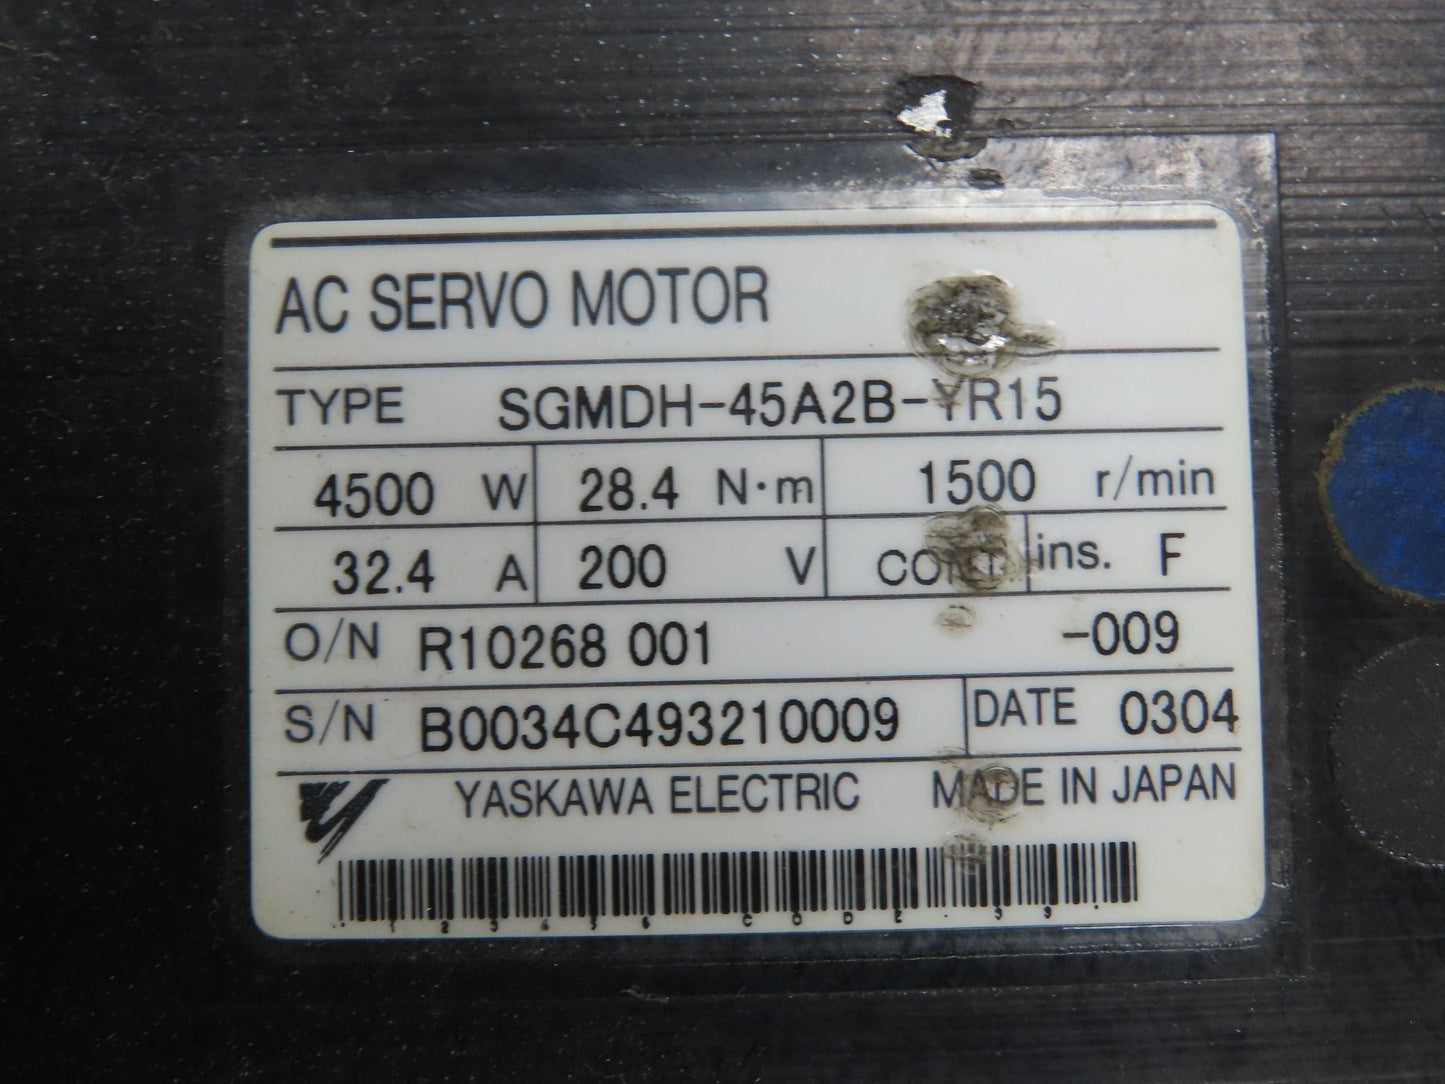 AC SERVO MOTOR
TYPE SGMDH-45A2B-YR15
4500 W 28.4 N·m 1500 r/min
32.4 A 200 V CONT. ins. F
O/N R10268 001 -009
S/N B0034C493210009 DATE 0304
YASKAWA ELECTRIC MADE IN JAPAN